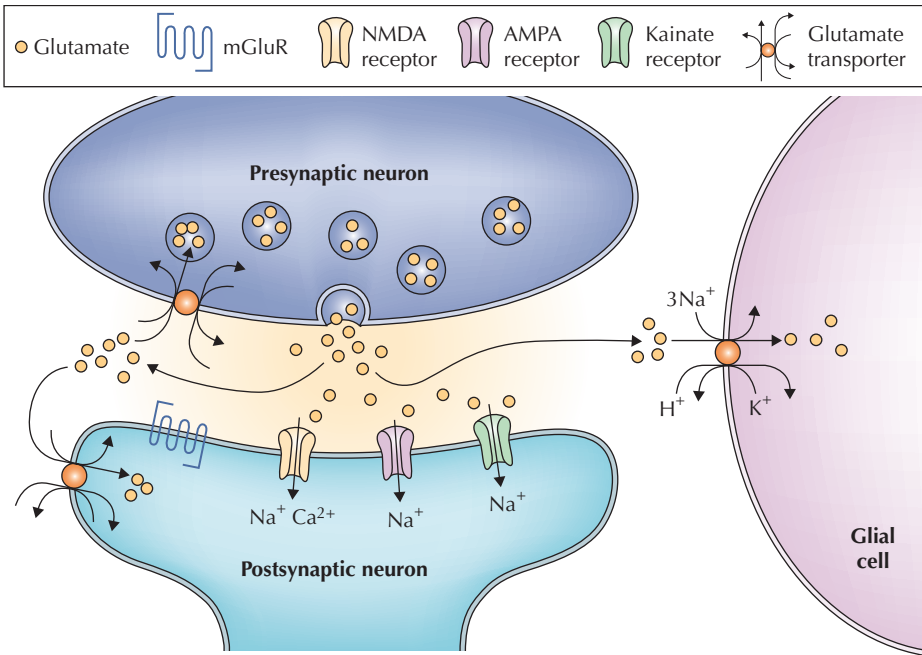 Glutamate
mGluR
NMDA
receptor
AMPA
receptor
Kainate
receptor
Glutamate
transporter
Presynaptic neuron
3Na⁺
H⁺
K⁺
Na⁺ Ca²⁺
Na⁺
Na⁺
Postsynaptic neuron
Glial
cell